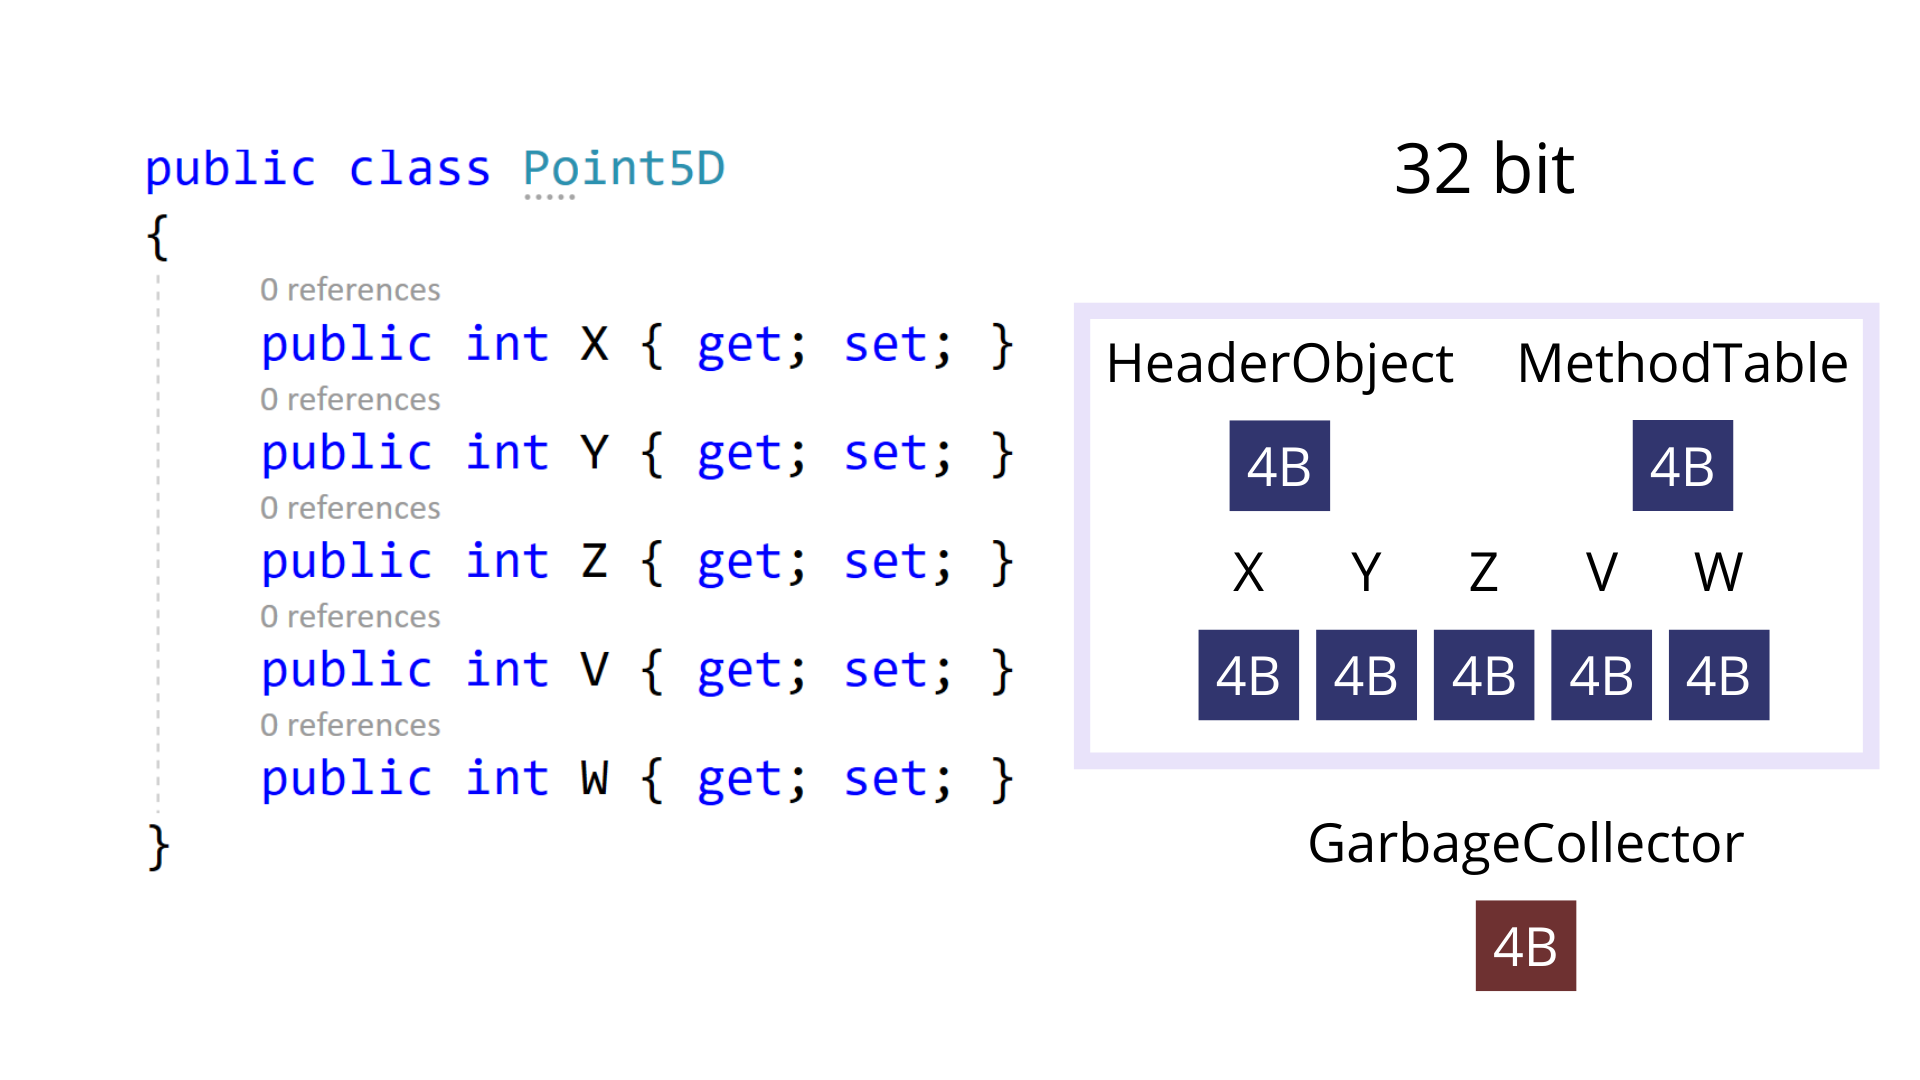 public class Point5D
{
0 references
public int X { get; set; }
0 references
public int Y { get; set; }
0 references
public int Z { get; set; }
0 references
public int V { get; set; }
0 references
public int W { get; set; }
}
32 bit
HeaderObject MethodTable
4B 4B
X Y Z V W
4B 4B 4B 4B 4B
GarbageCollector
4B